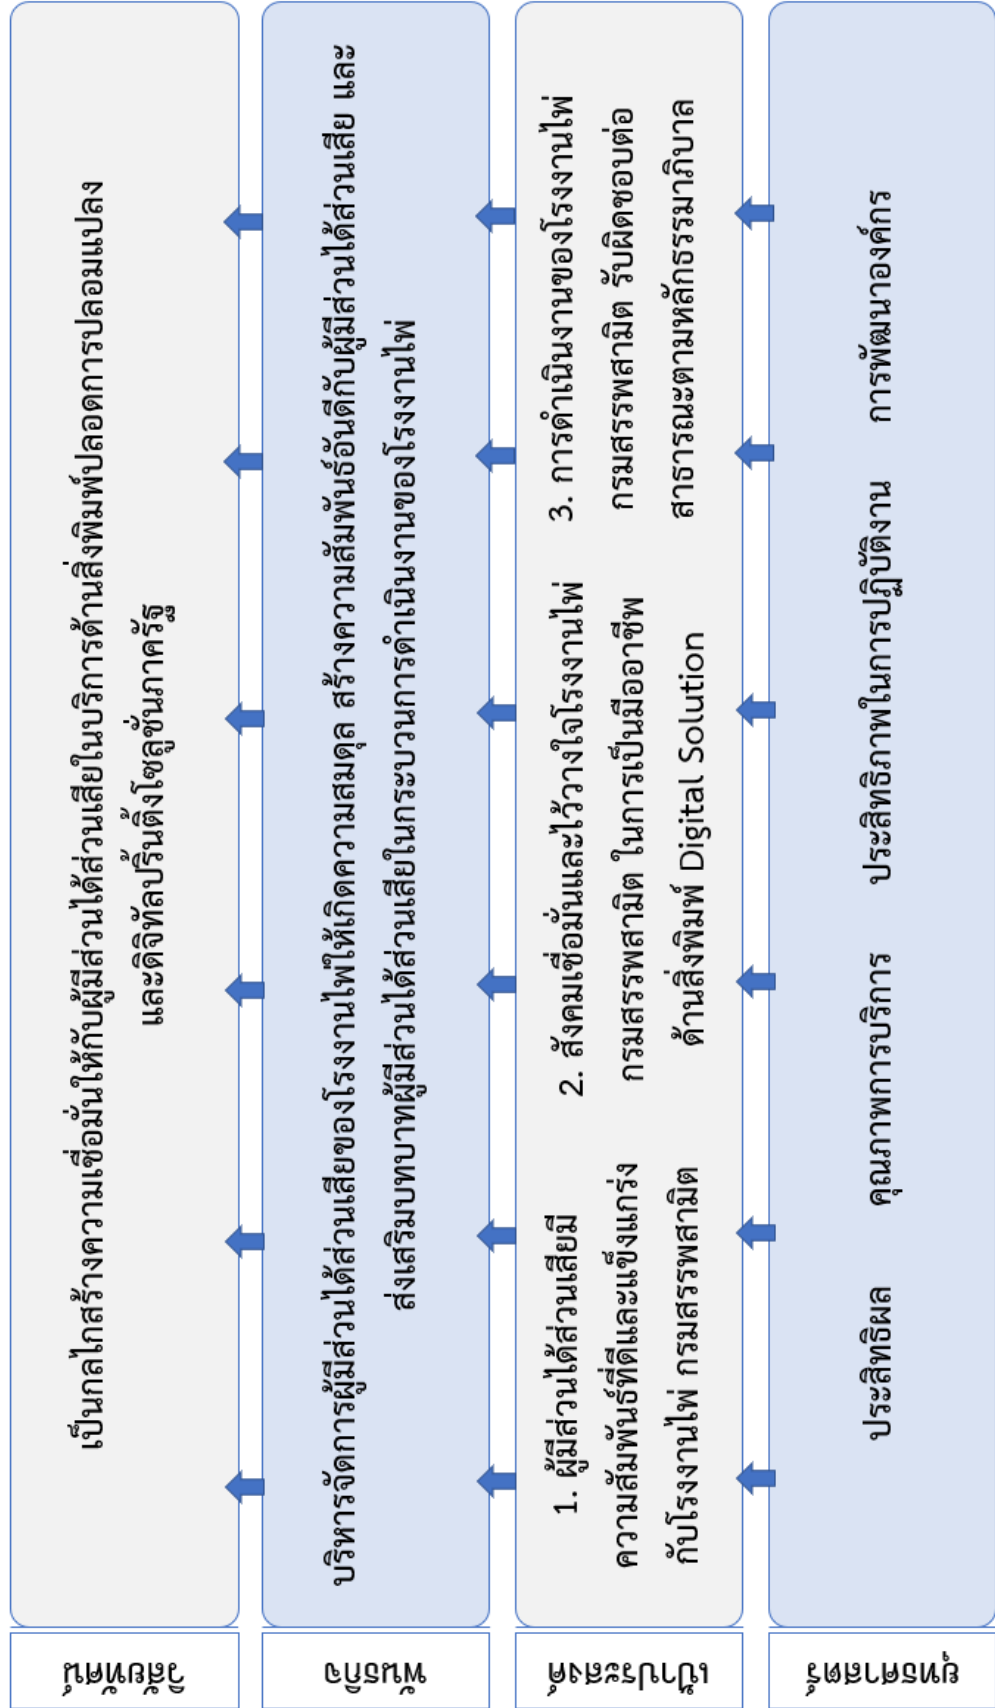 วิสัยทัศน์
เป็นกลไกสร้างความเชื่อมั่นให้กับผู้มีส่วนได้ส่วนเสียในบริการด้านสิ่งพิมพ์ปลอดการปลอมแปลง
และดิจิทัลปริ้นติ้งโซลูชั่นภาครัฐ
พันธกิจ
บริหารจัดการผู้มีส่วนได้ส่วนเสียของโรงงานไพ่ให้เกิดความสมดุล สร้างความสัมพันธ์อันดีกับผู้มีส่วนได้ส่วนเสีย และ
ส่งเสริมบทบาทผู้มีส่วนได้ส่วนเสียในกระบวนการดำเนินงานของโรงงานไพ่
เป้าประสงค์
1. ผู้มีส่วนได้ส่วนเสียมี
ความสัมพันธ์ที่ดีและแข็งแกร่ง
กับโรงงานไพ่ กรมสรรพสามิต
2. สังคมเชื่อมั่นและไว้วางใจโรงงานไพ่
กรมสรรพสามิต ในการเป็นมืออาชีพ
ด้านสิ่งพิมพ์ Digital Solution
3. การดำเนินงานของโรงงานไพ่
กรมสรรพสามิต รับผิดชอบต่อ
สาธารณะตามหลักธรรมาภิบาล
ยุทธศาสตร์
ประสิทธิผล
คุณภาพการบริการ
ประสิทธิภาพในการปฏิบัติงาน
การพัฒนาองค์กร